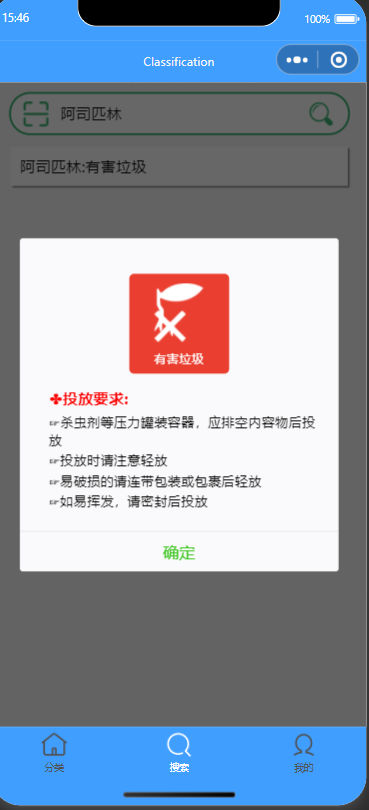 15:46
100%
Classification
阿司匹林
阿司匹林:有害垃圾
有害垃圾
✤投放要求:
☞杀虫剂等压力罐装容器，应排空内容物后投
放
☞投放时请注意轻放
☞易破损的请连带包装或包裹后轻放
☞如易挥发，请密封后投放
确定
分类
搜索
我的